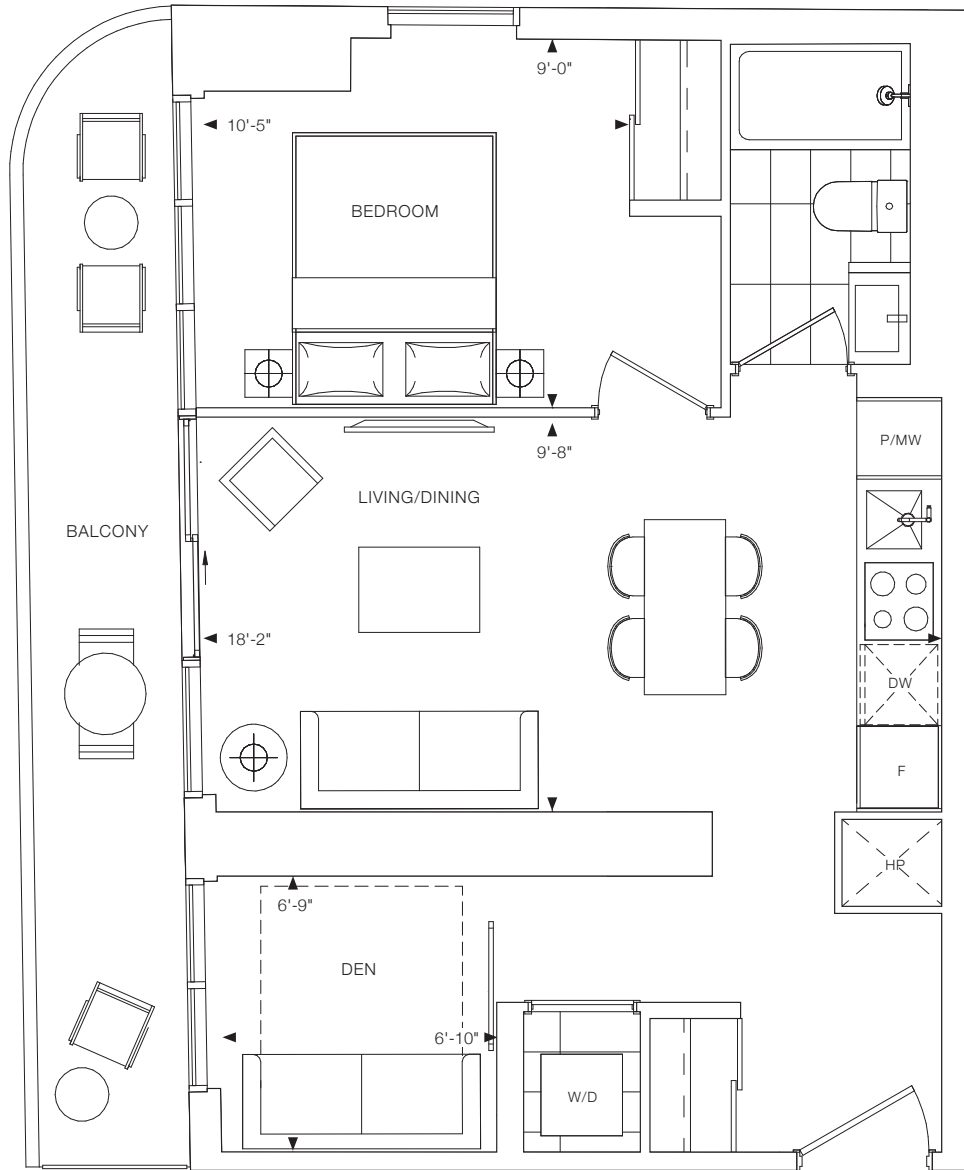 9'-0"
10'-5"
BEDROOM
P/MW
9'-8"
LIVING/DINING
BALCONY
18'-2"
DW
F
HP
6'-9"
DEN
6'-10"
W/D